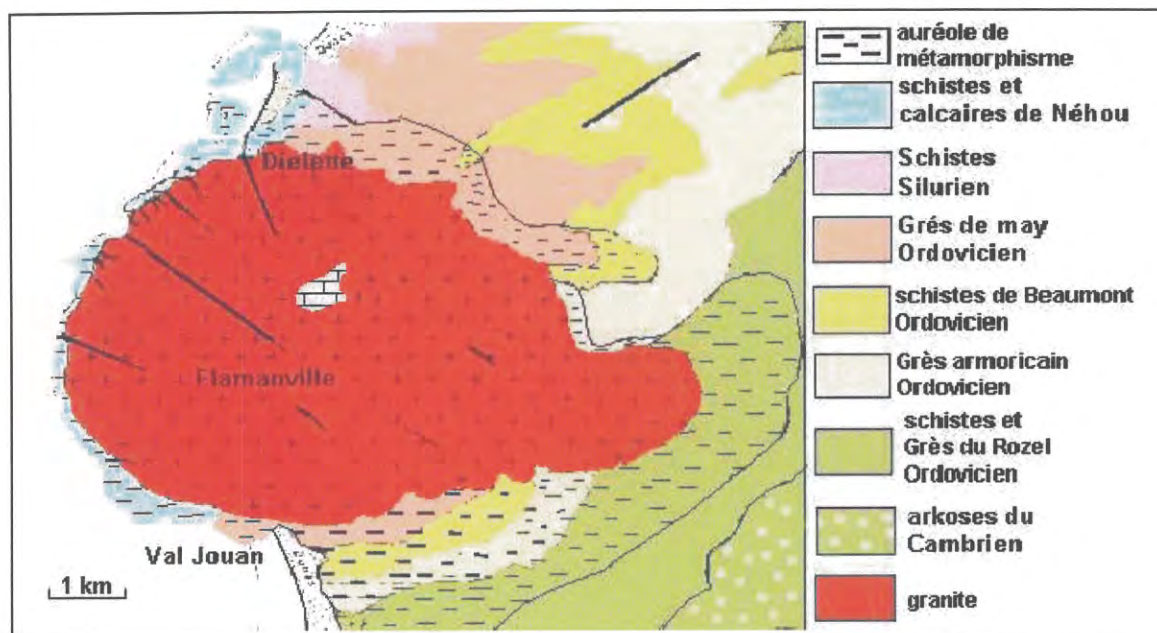 Dielette
Flamanville
Val Jouan
1 km
auréole de
métamorphisme
schistes et
calcaires de Néhou
Schistes
Silurien
Grés de may
Ordovicien
schistes de Beaumont
Ordovicien
Grès armoricain
Ordovicien
schistes et
Grès du Rozel
Ordovicien
arkoses du
Cambrien
granite